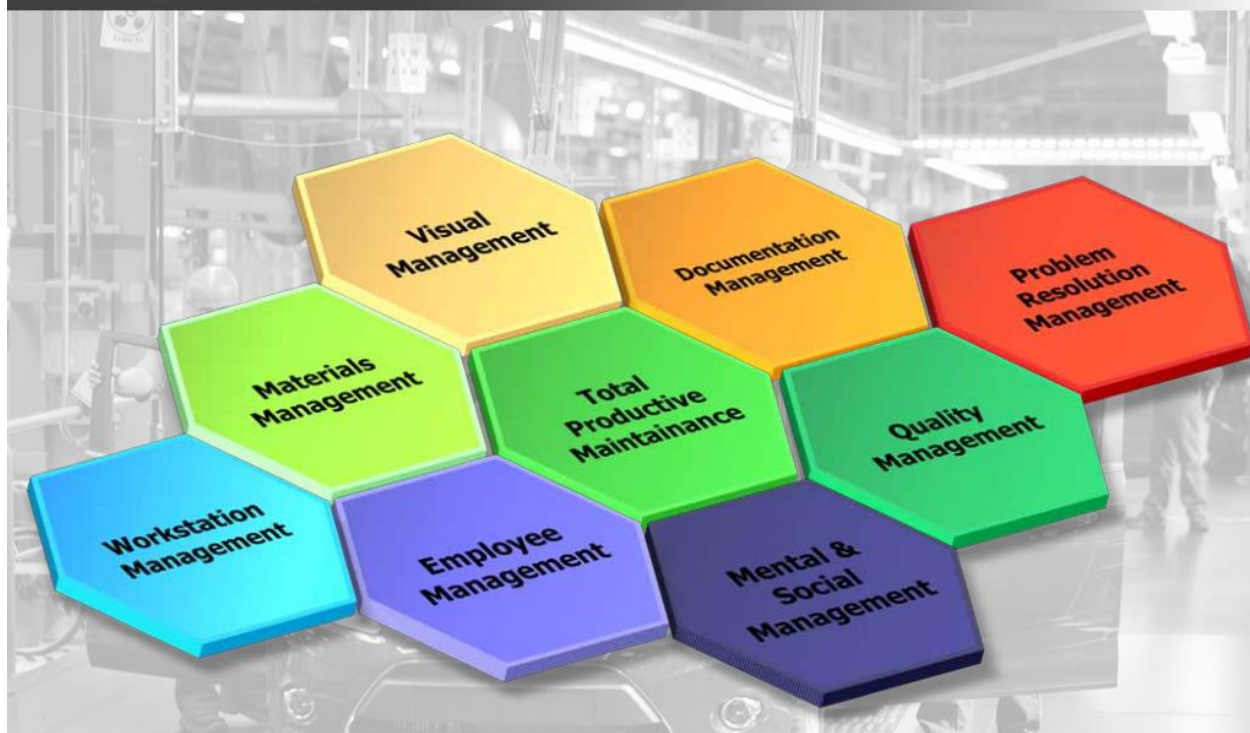 Visual
Management
Documentation
Management
Problem
Resolution
Management
Materials
Management
Total
Productive
Maintainance
Quality
Management
Workstation
Management
Employee
Management
Mental &
Social
Management